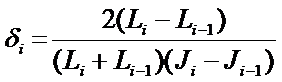 δ_i = 2(L_i − L_{i−1}) / (L_i + L_{i−1})(J_i − J_{i−1})